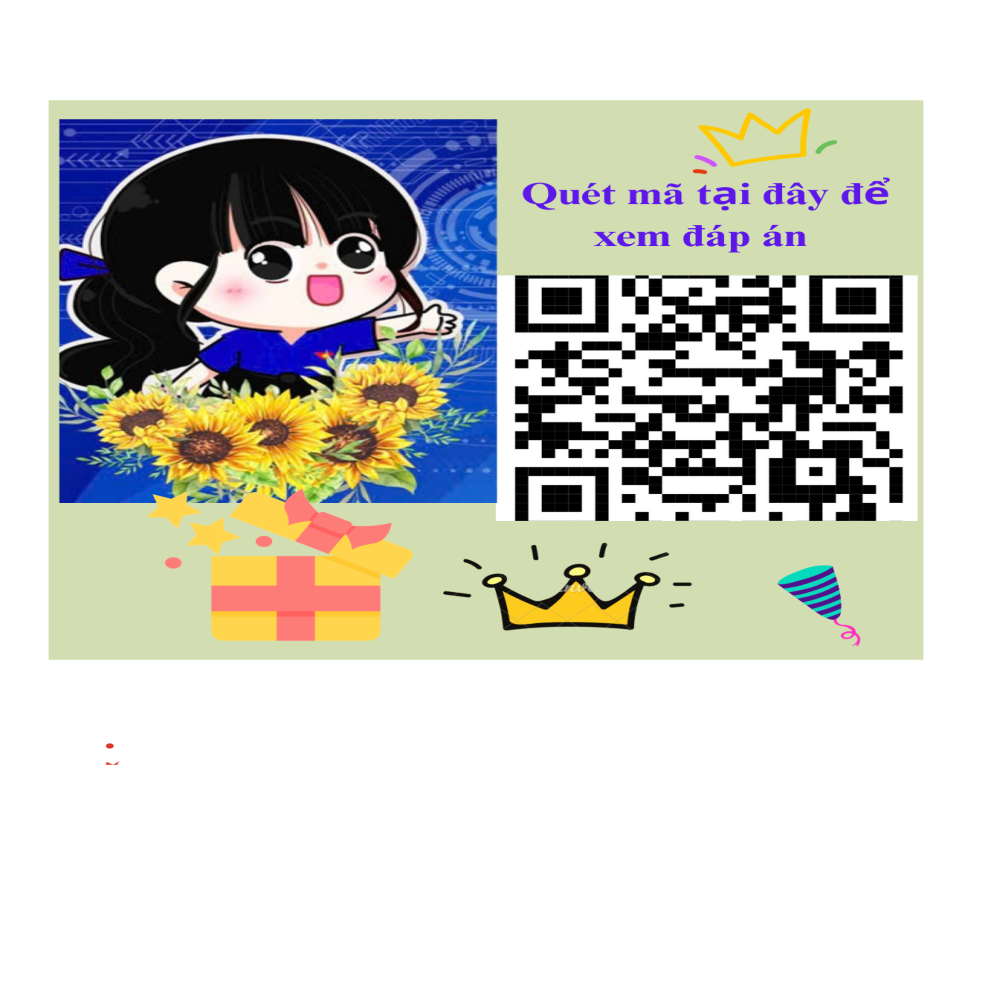 Quét mã tại đây để
xem đáp án